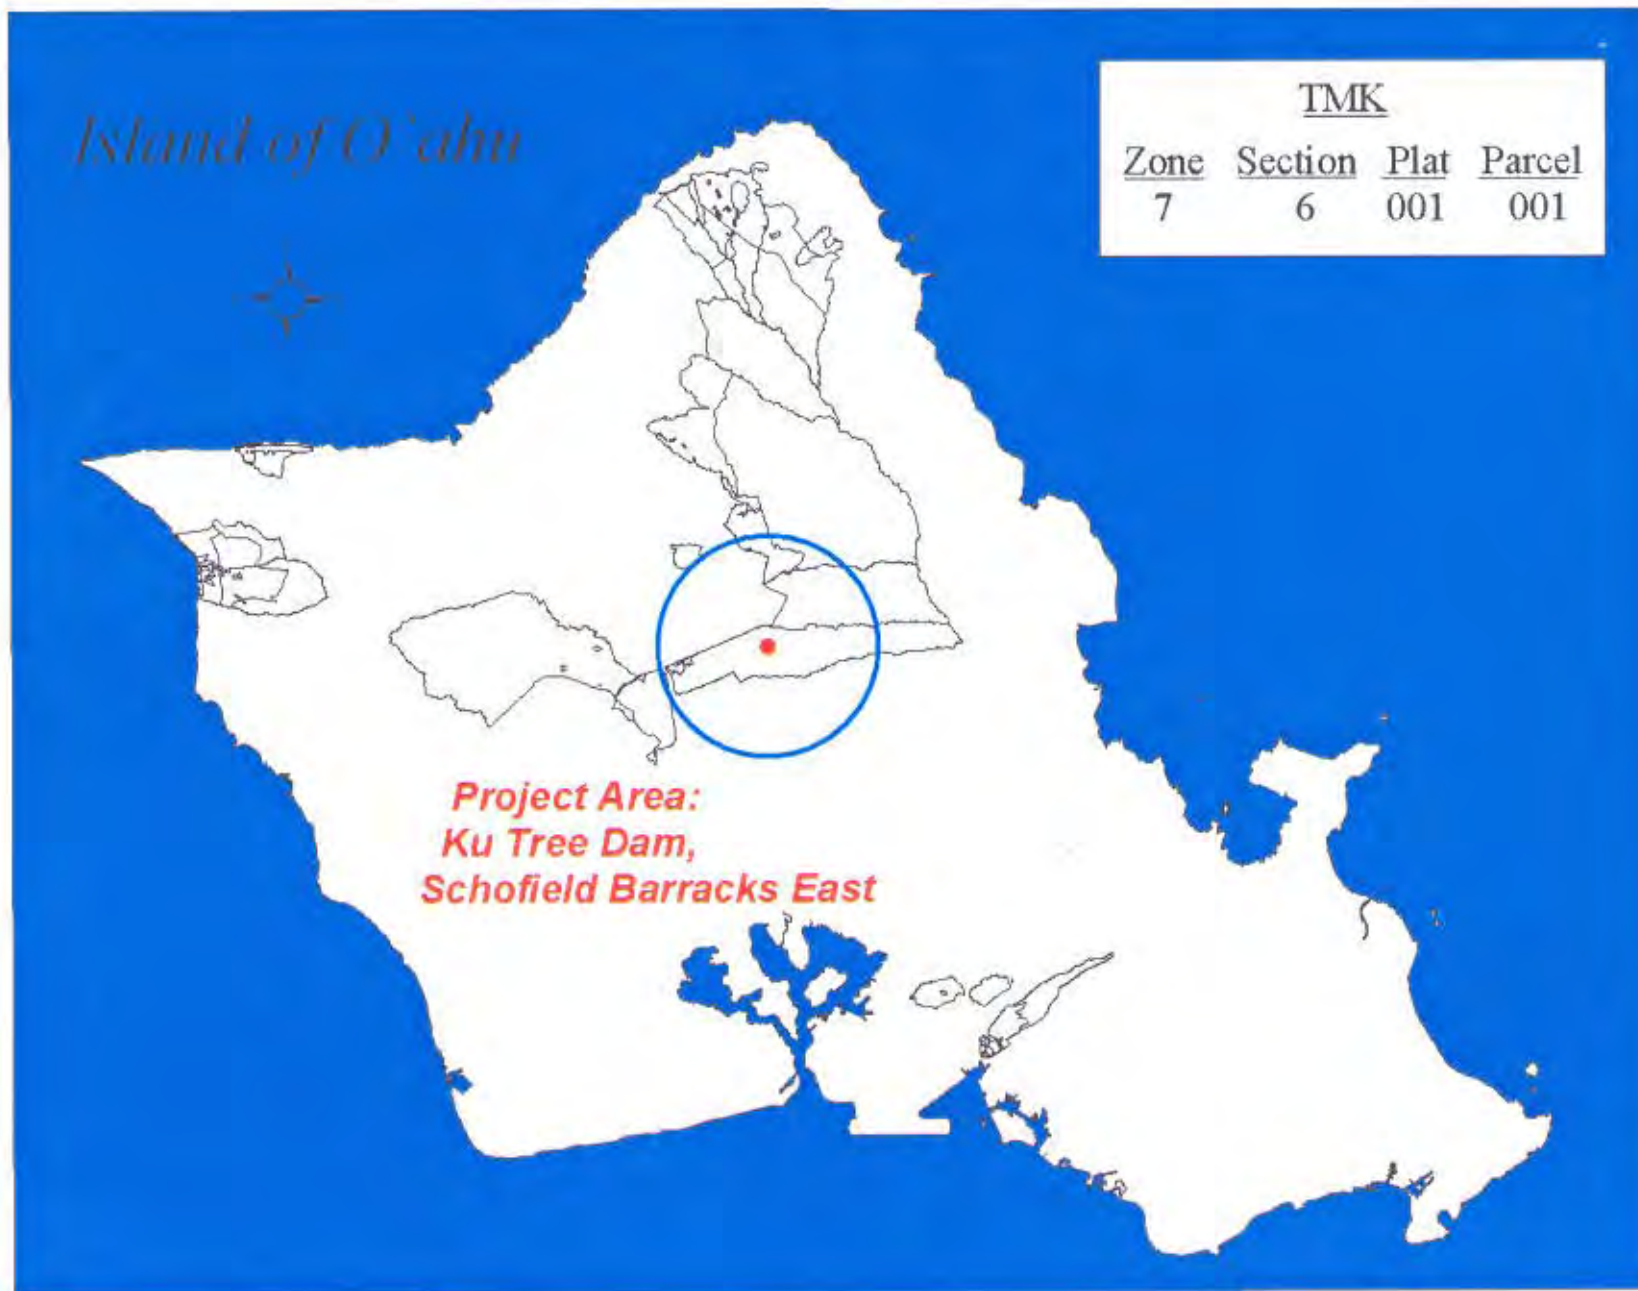 Island of O`ahu
TMK
Zone Section Plat Parcel
7 6 001 001
Project Area:
Ku Tree Dam,
Schofield Barracks East